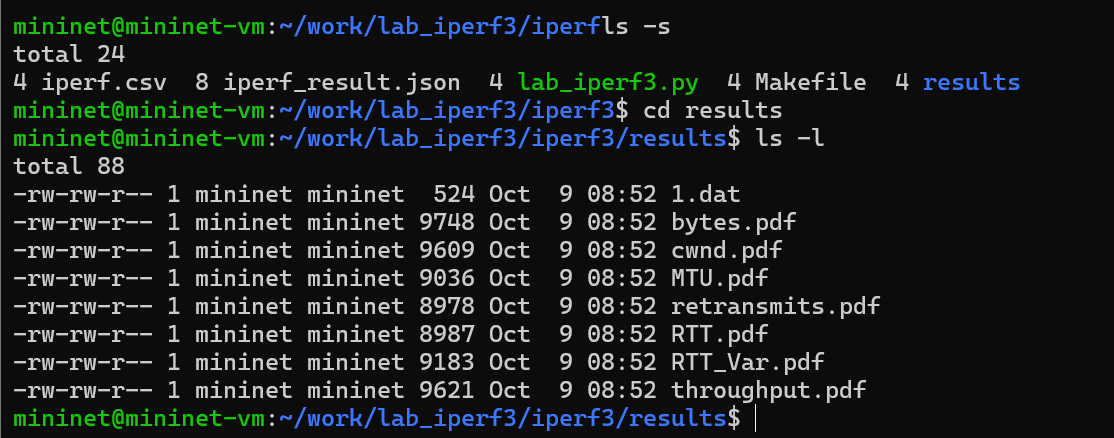 mininet@mininet-vm:~/work/lab_iperf3/iperfls -s
total 24
4 iperf.csv  8 iperf_result.json  4 lab_iperf3.py  4 Makefile  4 results
mininet@mininet-vm:~/work/lab_iperf3/iperf3$ cd results
mininet@mininet-vm:~/work/lab_iperf3/iperf3/results$ ls -l
total 88
-rw-rw-r-- 1 mininet mininet  524 Oct  9 08:52 1.dat
-rw-rw-r-- 1 mininet mininet 9748 Oct  9 08:52 bytes.pdf
-rw-rw-r-- 1 mininet mininet 9609 Oct  9 08:52 cwnd.pdf
-rw-rw-r-- 1 mininet mininet 9036 Oct  9 08:52 MTU.pdf
-rw-rw-r-- 1 mininet mininet 8978 Oct  9 08:52 retransmits.pdf
-rw-rw-r-- 1 mininet mininet 8987 Oct  9 08:52 RTT.pdf
-rw-rw-r-- 1 mininet mininet 9183 Oct  9 08:52 RTT_Var.pdf
-rw-rw-r-- 1 mininet mininet 9621 Oct  9 08:52 throughput.pdf
mininet@mininet-vm:~/work/lab_iperf3/iperf3/results$